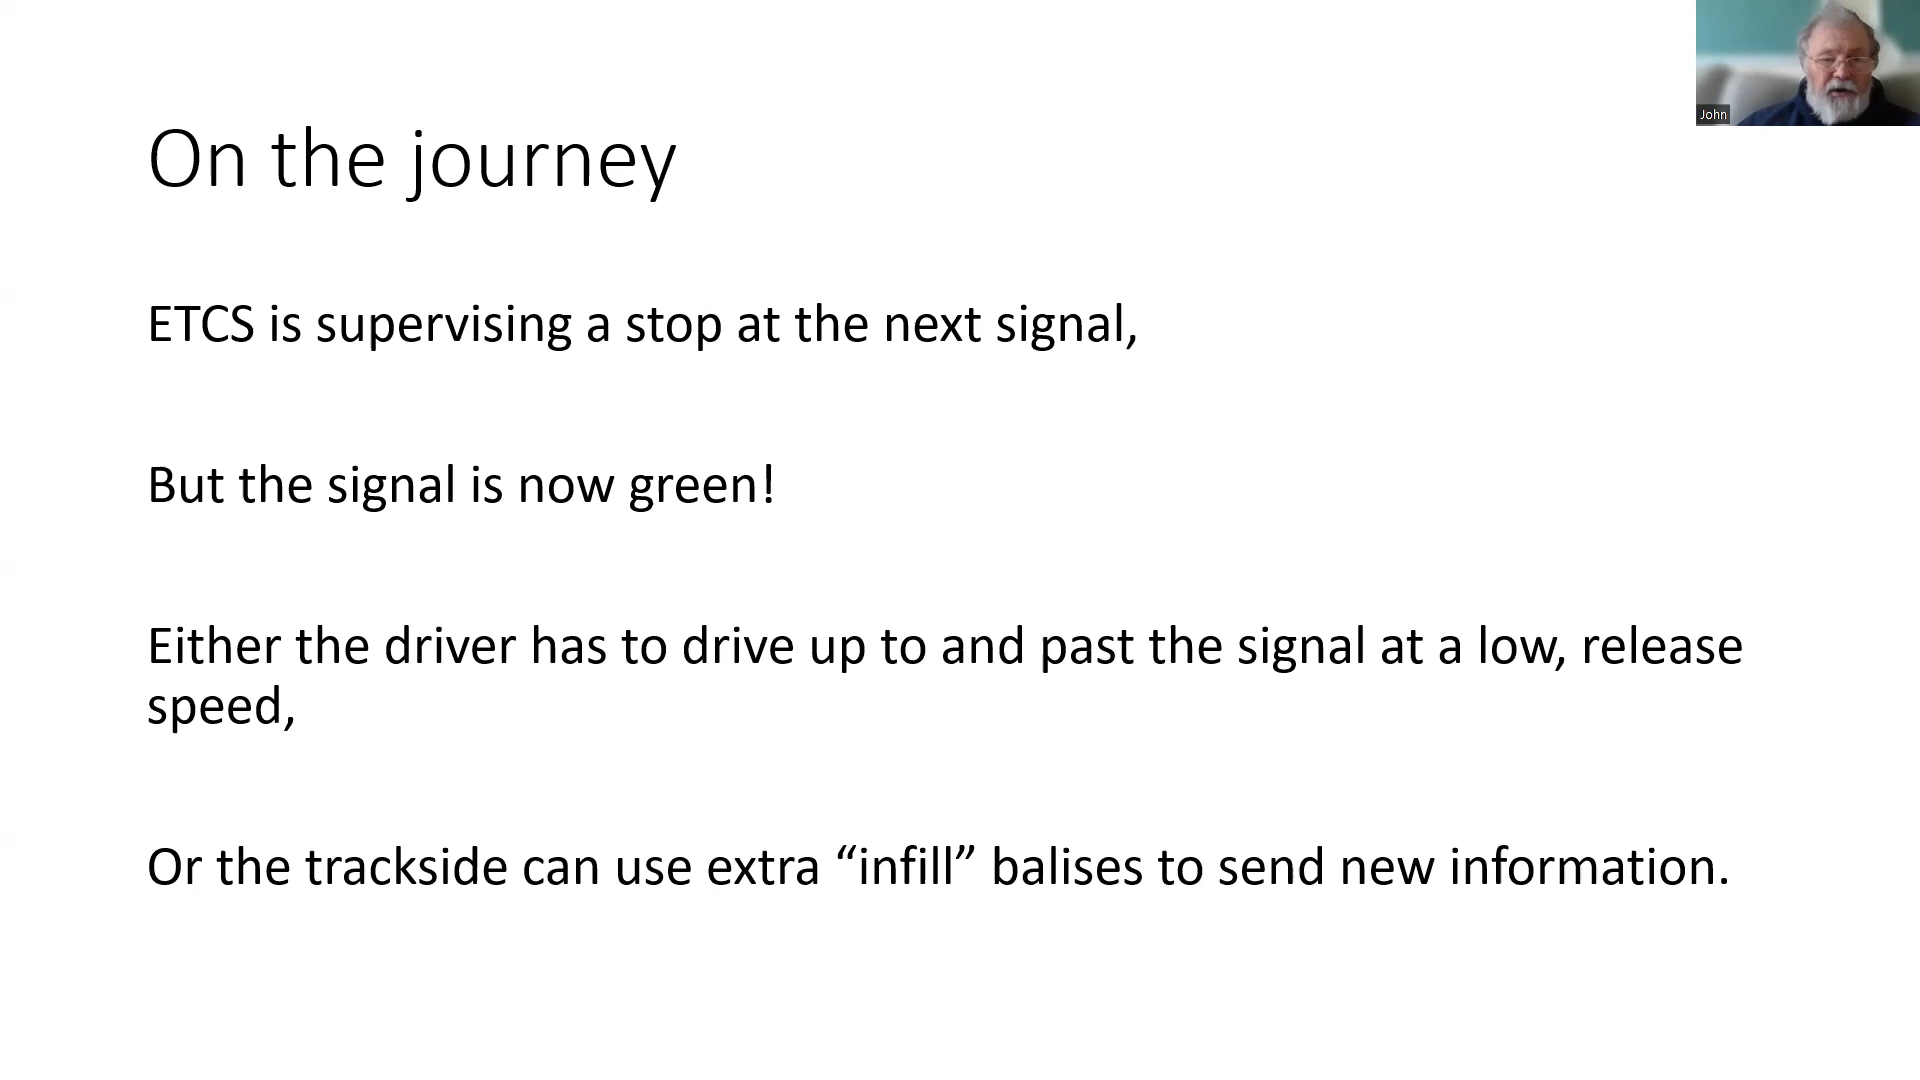 John
On the journey
ETCS is supervising a stop at the next signal,
But the signal is now green!
Either the driver has to drive up to and past the signal at a low, release
speed,
Or the trackside can use extra “infill” balises to send new information.